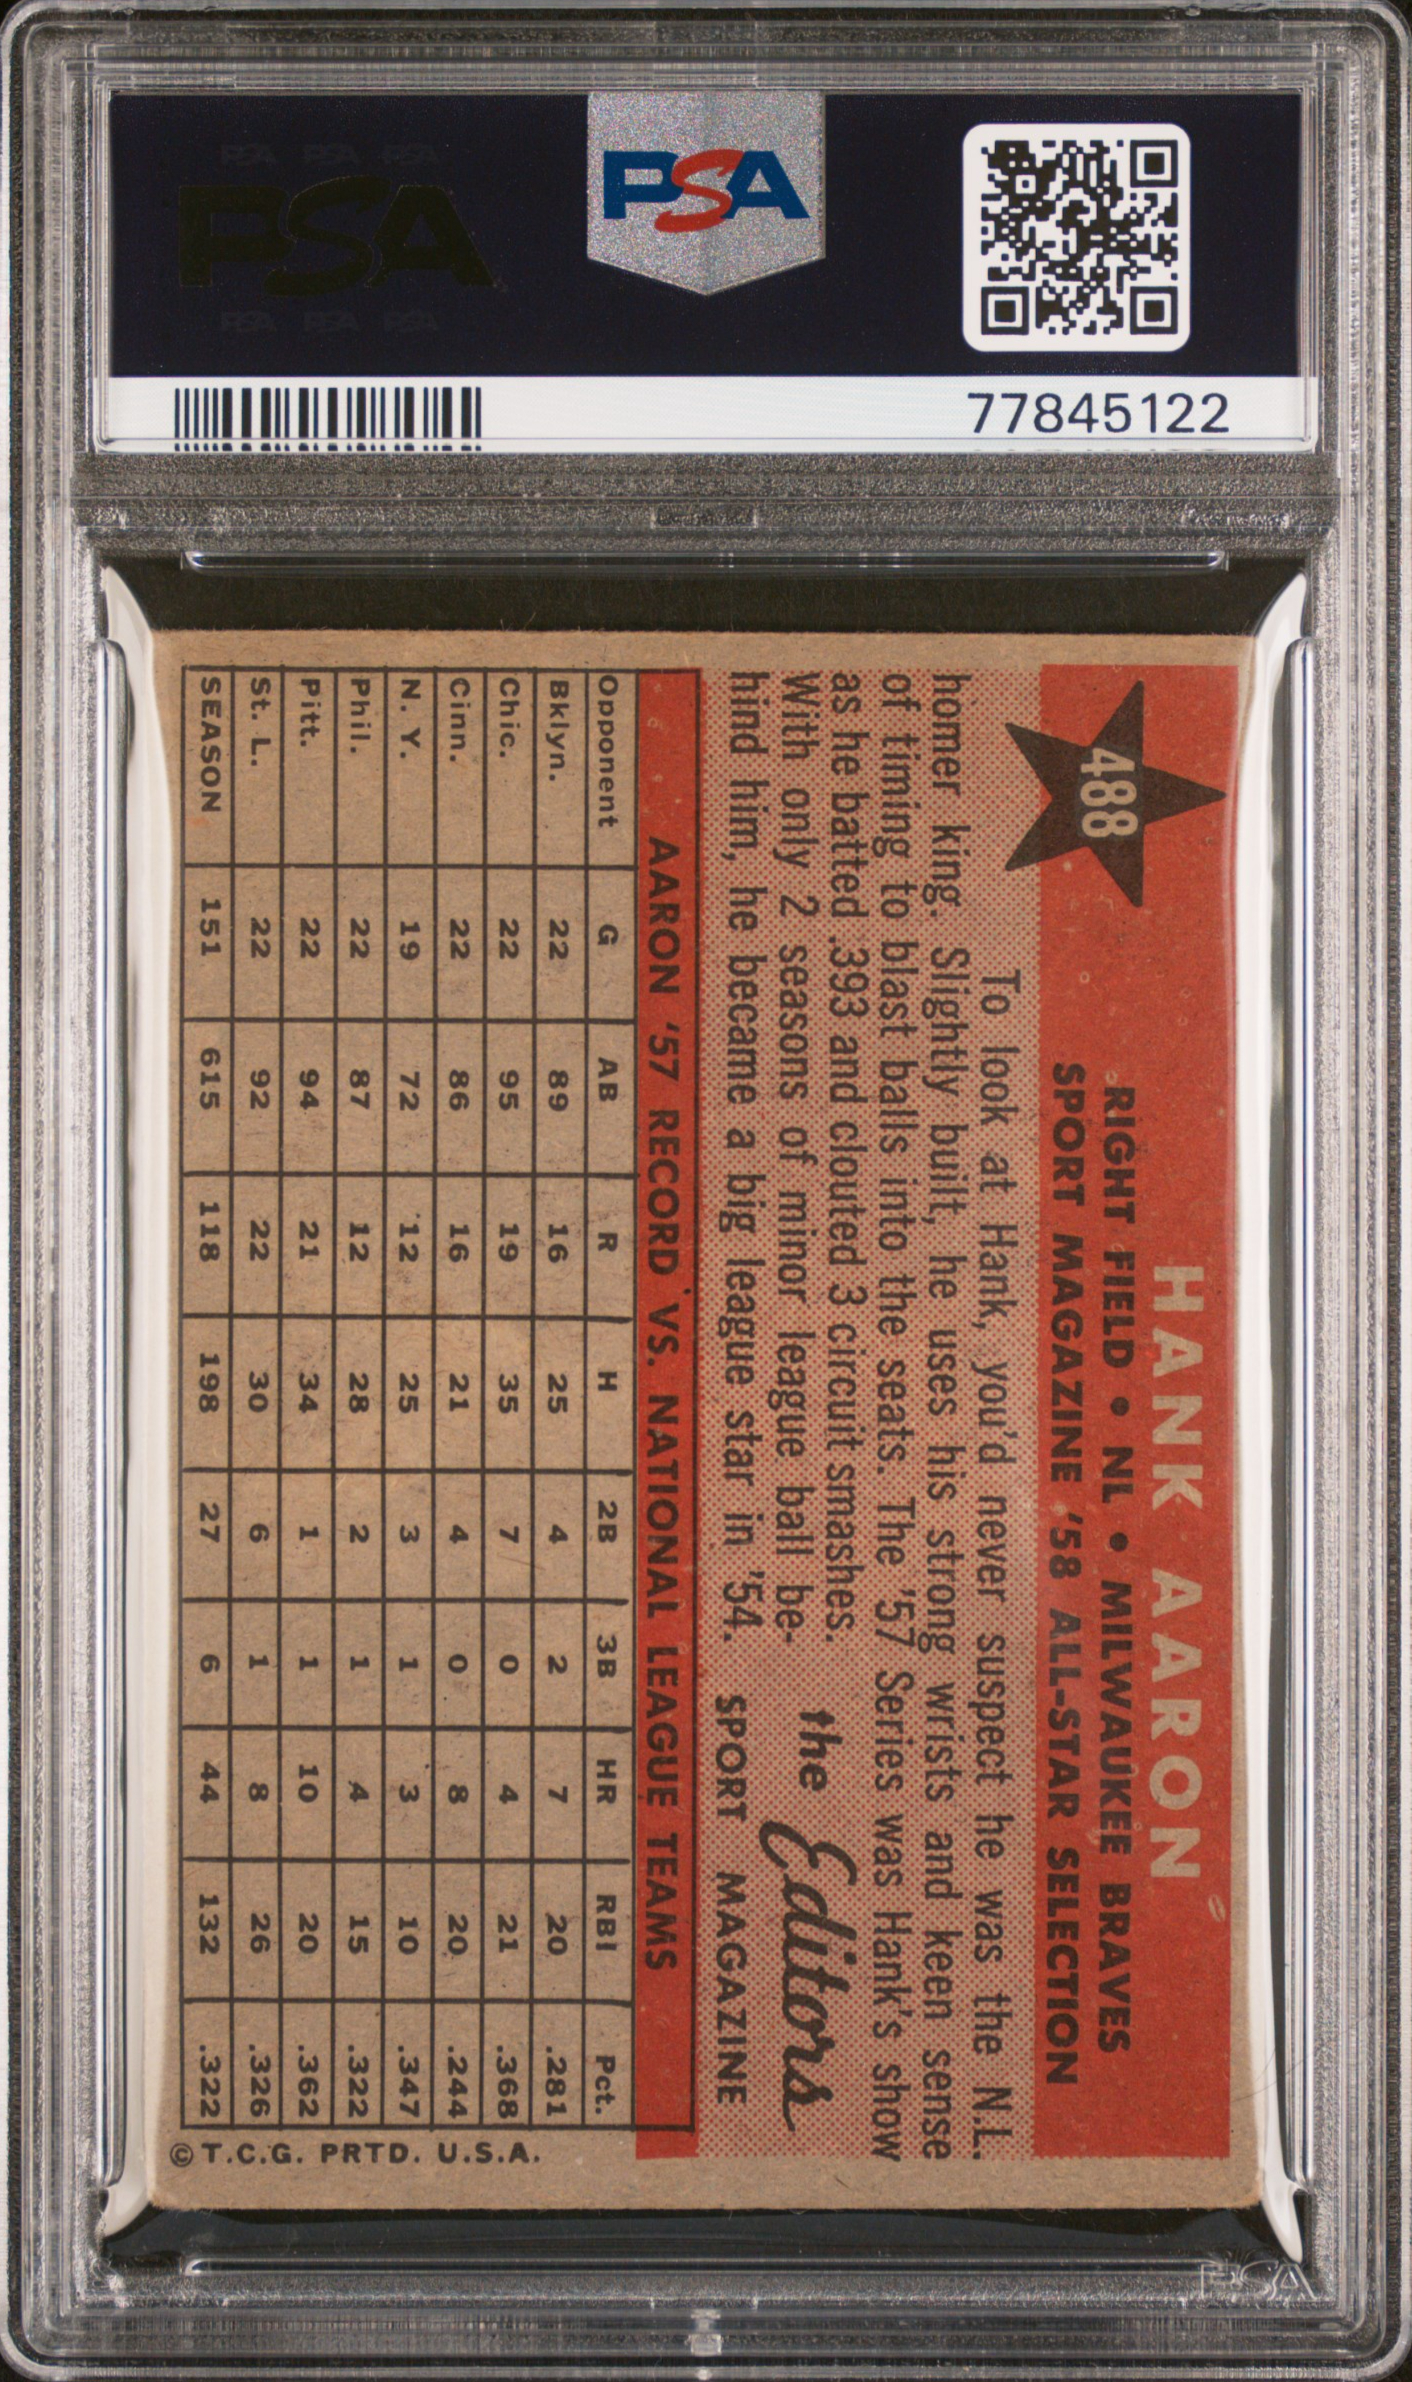 PSA PSA PSA
PSA
PSA PSA PSA
PSA
77845122
488
HANK AARON
RIGHT FIELD • NL • MILWAUKEE BRAVES
SPORT MAGAZINE '58 ALL-STAR SELECTION
To look at Hank, you'd never suspect he was the N.L.
homer king. Slightly built, he uses his strong wrists and keen sense
of timing to blast balls into the seats. The '57 Series was Hank's show
as he batted .393 and clouted 3 circuit smashes.
With only 2 seasons of minor league ball be-
hind him, he became a big league star in '54.
the Editors
SPORT MAGAZINE
AARON '57 RECORD VS. NATIONAL LEAGUE TEAMS
Opponent G AB R H 2B 3B HR RBI Pct.
Bklyn. 22 89 16 25 4 2 7 20 .281
Chic. 22 95 19 35 7 0 4 21 .368
Cinn. 22 86 16 21 4 0 8 20 .244
N. Y. 19 72 12 25 3 1 3 10 .347
Phil. 22 87 12 28 2 1 4 15 .322
Pitt. 22 94 21 34 1 1 10 20 .362
St. L. 22 92 22 30 6 1 8 26 .326
SEASON 151 615 118 198 27 6 44 132 .322
© T.C.G. PRTD. U.S.A.
PSA